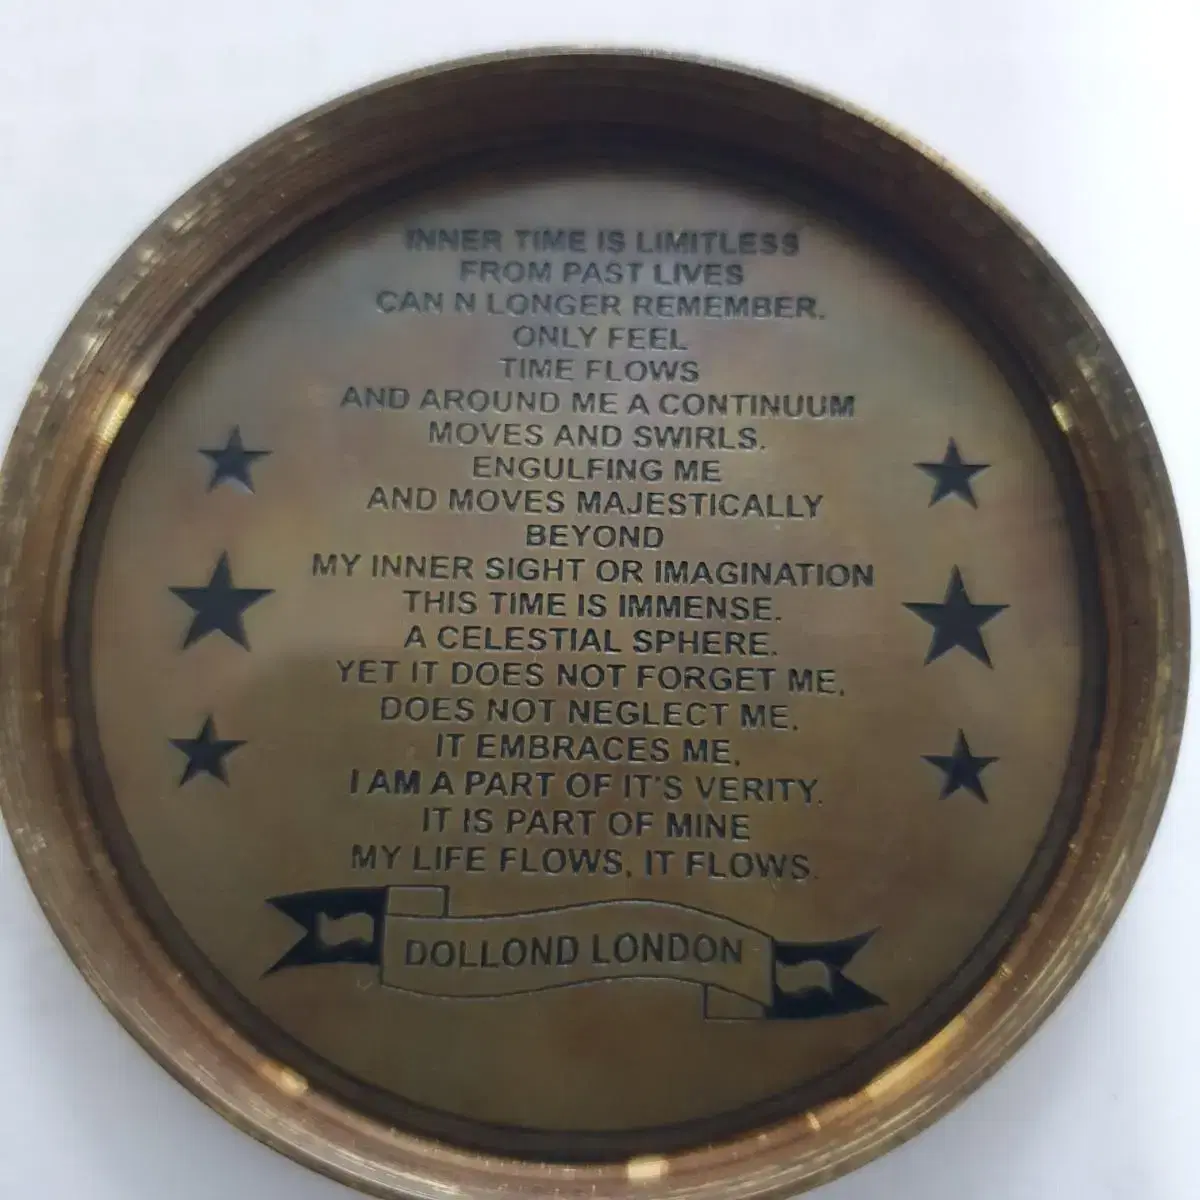 INNER TIME IS LIMITLESS
FROM PAST LIVES
CAN N LONGER REMEMBER.
ONLY FEEL
TIME FLOWS
AND AROUND ME A CONTINUUM
MOVES AND SWIRLS.
ENGULFING ME
AND MOVES MAJESTICALLY
BEYOND
MY INNER SIGHT OR IMAGINATION
THIS TIME IS IMMENSE.
A CELESTIAL SPHERE.
YET IT DOES NOT FORGET ME,
DOES NOT NEGLECT ME.
IT EMBRACES ME,
I AM A PART OF IT'S VERITY.
IT IS PART OF MINE
MY LIFE FLOWS, IT FLOWS.
DOLLOND LONDON